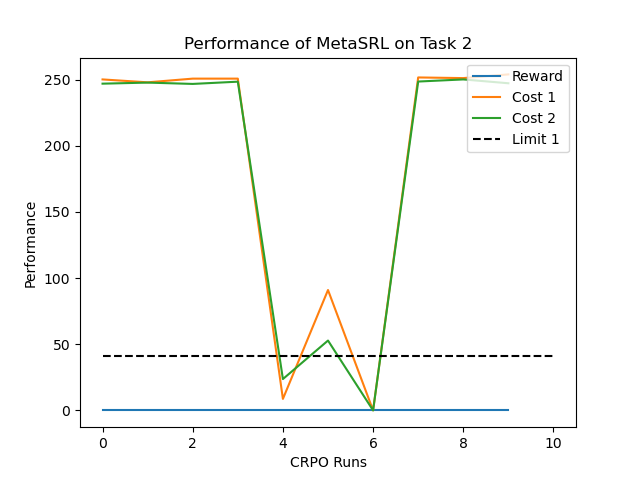 Performance of MetaSRL on Task 2
Reward
Cost 1
Cost 2
Limit 1
250
200
150
100
50
0
Performance
0 2 4 6 8 10
CRPO Runs